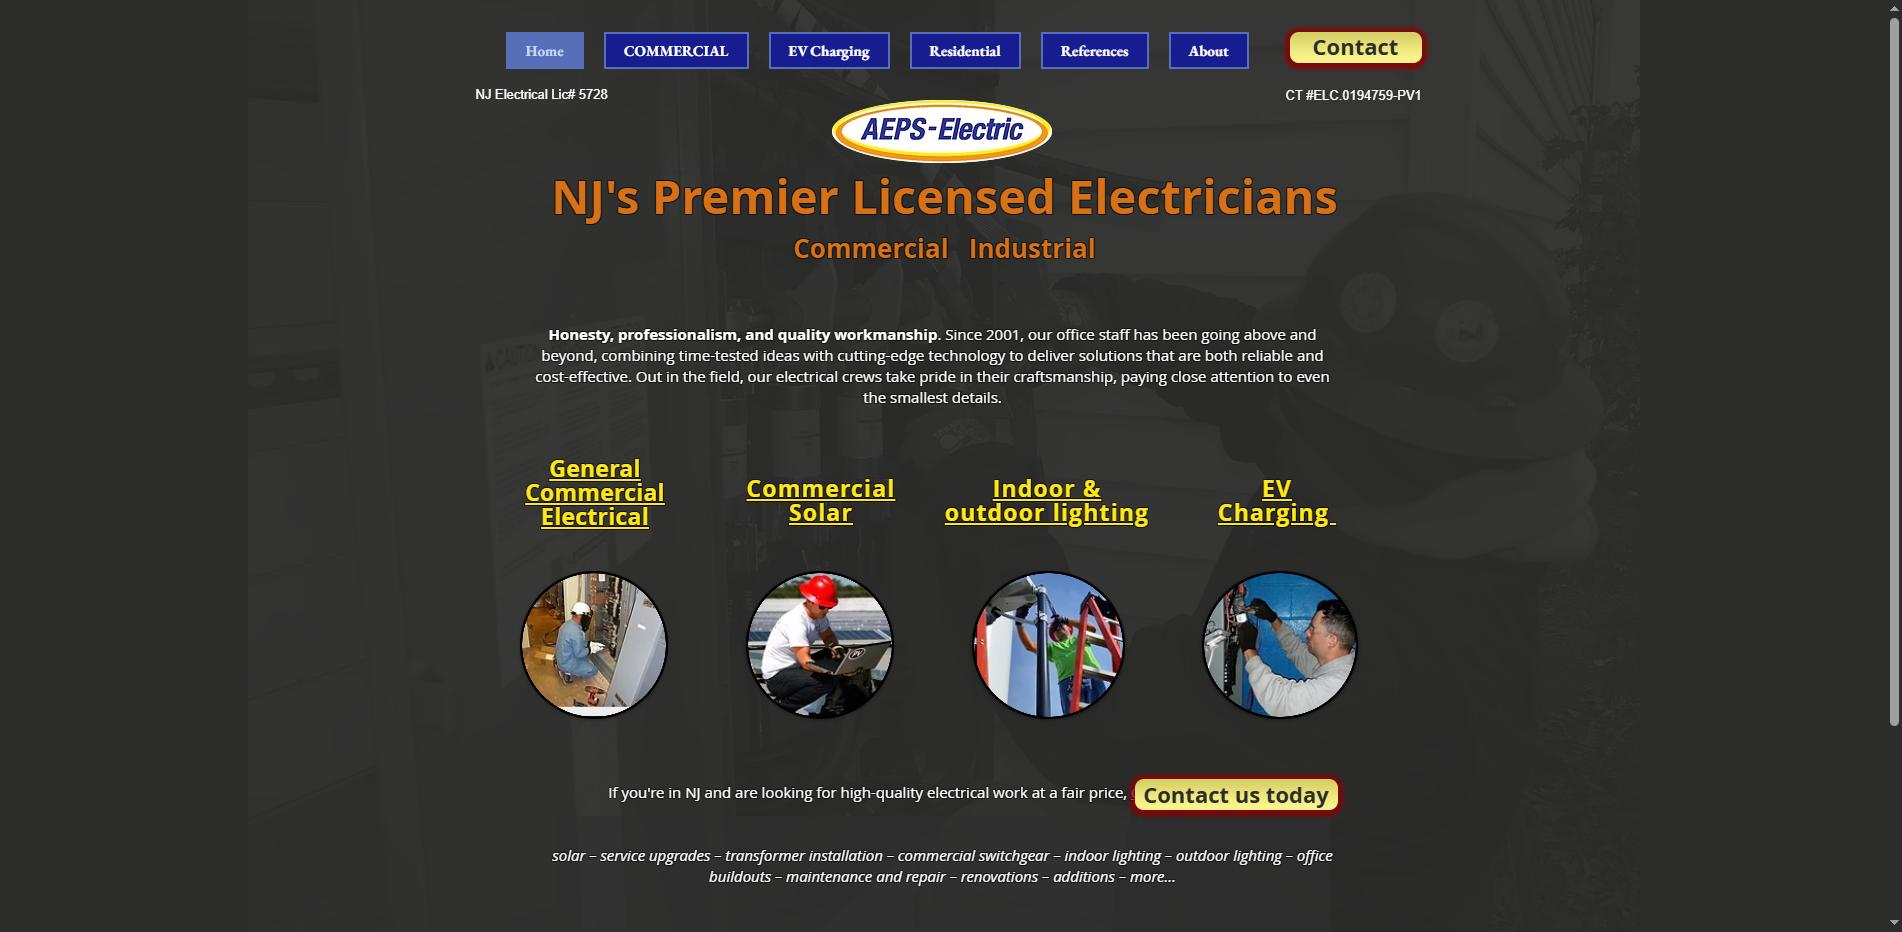 Home
COMMERCIAL
EV Charging
Residential
References
About
Contact
NJ Electrical Lic# 5728
CT #ELC.0194759-PV1
AEPS-Electric
NJ's Premier Licensed Electricians
Commercial Industrial
Honesty, professionalism, and quality workmanship. Since 2001, our office staff has been going above and
beyond, combining time-tested ideas with cutting-edge technology to deliver solutions that are both reliable and
cost-effective. Out in the field, our electrical crews take pride in their craftsmanship, paying close attention to even
the smallest details.
General
Commercial
Electrical
Commercial
Solar
Indoor &
outdoor lighting
EV
Charging
PV
If you're in NJ and are looking for high-quality electrical work at a fair price,
Contact us today
solar – service upgrades – transformer installation – commercial switchgear – indoor lighting – outdoor lighting – office
buildouts – maintenance and repair – renovations – additions – more...